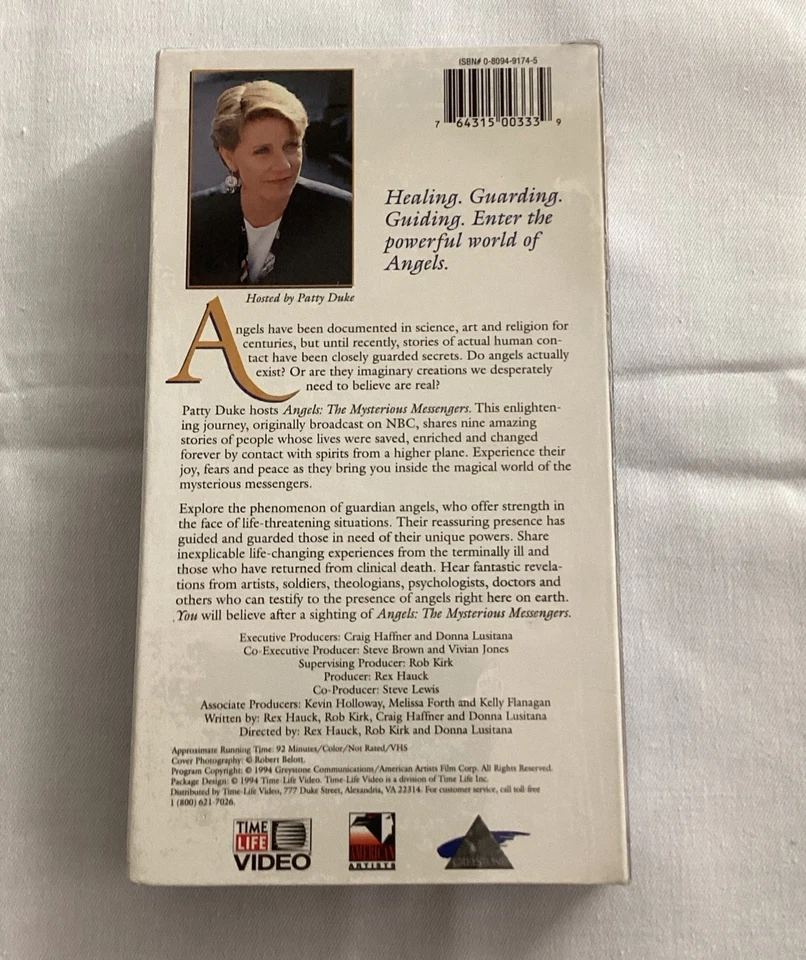 ISBN# 0-8094-9174-5
7 64315 00333 9
Healing. Guarding.
Guiding. Enter the
powerful world of
Angels.
Hosted by Patty Duke
Angels have been documented in science, art and religion for
centuries, but until recently, stories of actual human con-
tact have been closely guarded secrets. Do angels actually
exist? Or are they imaginary creations we desperately
need to believe are real?
Patty Duke hosts Angels: The Mysterious Messengers. This enlighten-
ing journey, originally broadcast on NBC, shares nine amazing
stories of people whose lives were saved, enriched and changed
forever by contact with spirits from a higher plane. Experience their
joy, fears and peace as they bring you inside the magical world of the
mysterious messengers.
Explore the phenomenon of guardian angels, who offer strength in
the face of life-threatening situations. Their reassuring presence has
guided and guarded those in need of their unique powers. Share
inexplicable life-changing experiences from the terminally ill and
those who have returned from clinical death. Hear fantastic revela-
tions from artists, soldiers, theologians, psychologists, doctors and
others who can testify to the presence of angels right here on earth.
You will believe after a sighting of Angels: The Mysterious Messengers.
Executive Producers: Craig Haffner and Donna Lusitana
Co-Executive Producer: Steve Brown and Vivian Jones
Supervising Producer: Rob Kirk
Producer: Rex Hauck
Co-Producer: Steve Lewis
Associate Producers: Kevin Holloway, Melissa Forth and Kelly Flanagan
Written by: Rex Hauck, Rob Kirk, Craig Haffner and Donna Lusitana
Directed by: Rex Hauck, Rob Kirk and Donna Lusitana
Approximate Running Time: 92 Minutes/Color/Not Rated/VHS
Cover Photography: © Robert Belott.
Program Copyright: © 1994 Greystone Communications/American Artists Film Corp. All Rights Reserved.
Package Design: © 1994 Time-Life Video. Time-Life Video is a division of Time Life Inc.
Distributed by Time-Life Video, 777 Duke Street, Alexandria, VA 22314. For customer service, call toll free
1 (800) 621-7026.
TIME
LIFE
VIDEO
AMERICAN
ARTISTS
GREYSTONE